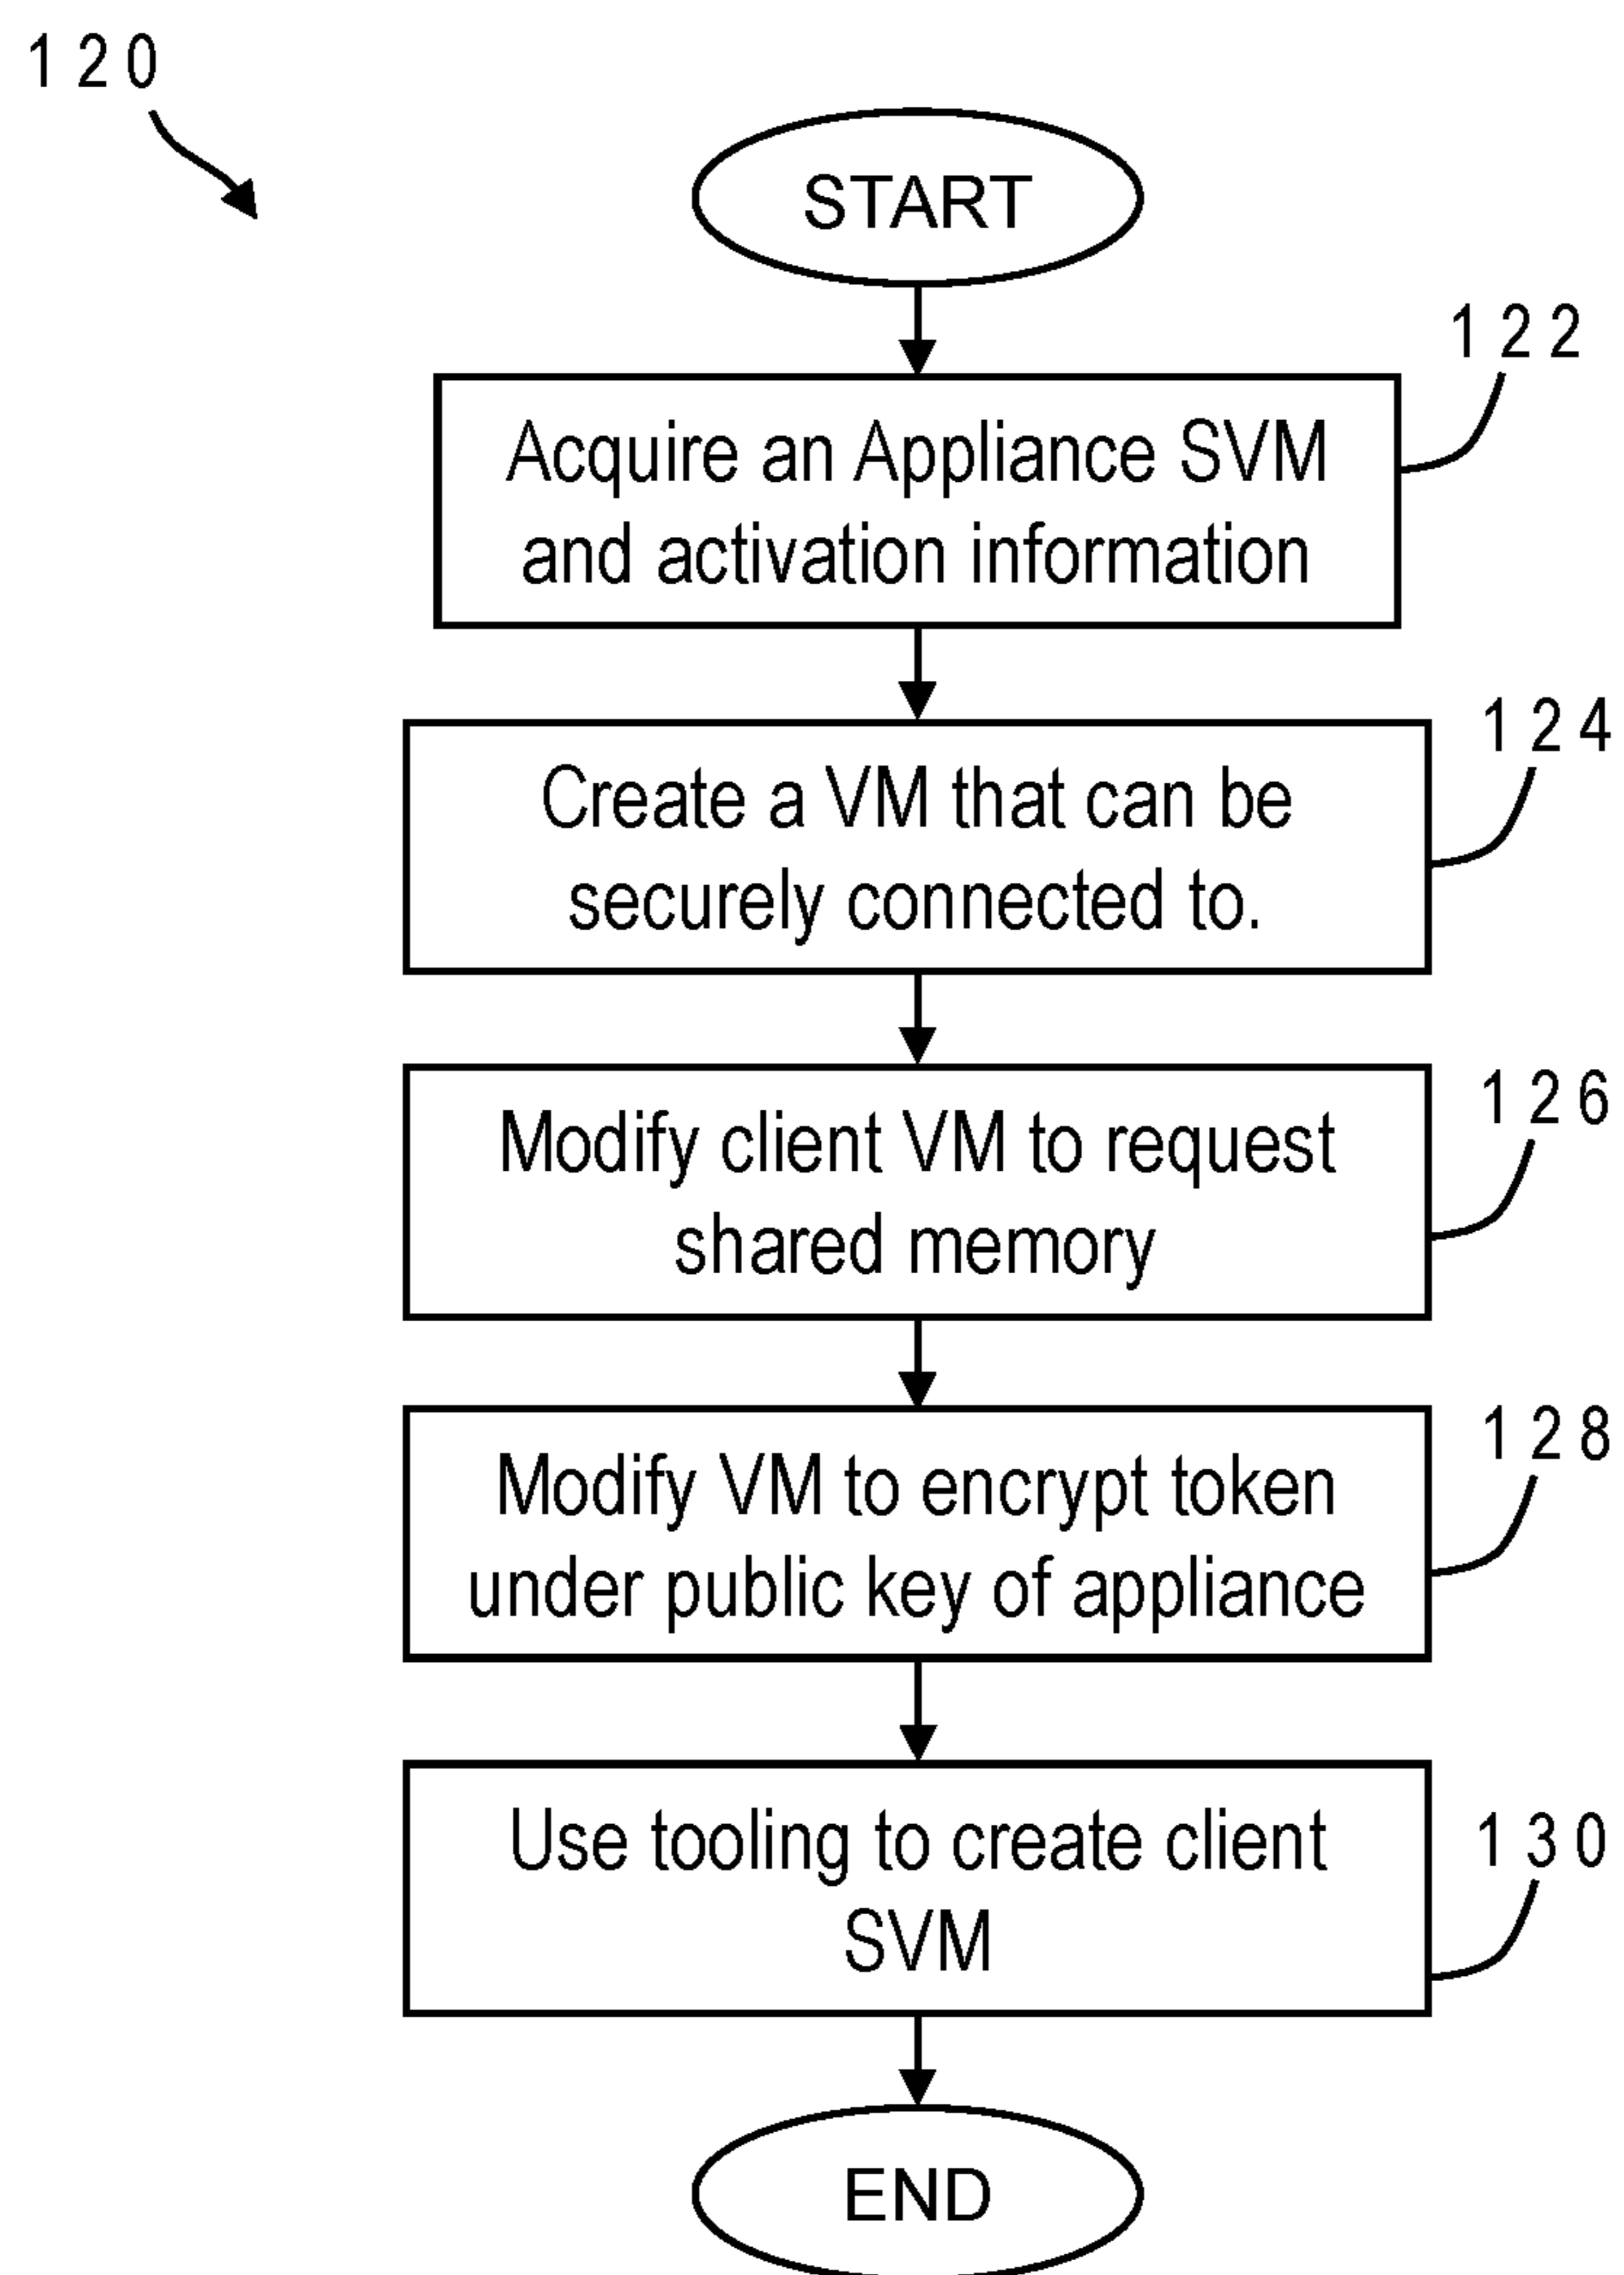 120
START
122
Acquire an Appliance SVM
and activation information
124
Create a VM that can be
securely connected to.
126
Modify client VM to request
shared memory
128
Modify VM to encrypt token
under public key of appliance
130
Use tooling to create client
SVM
END